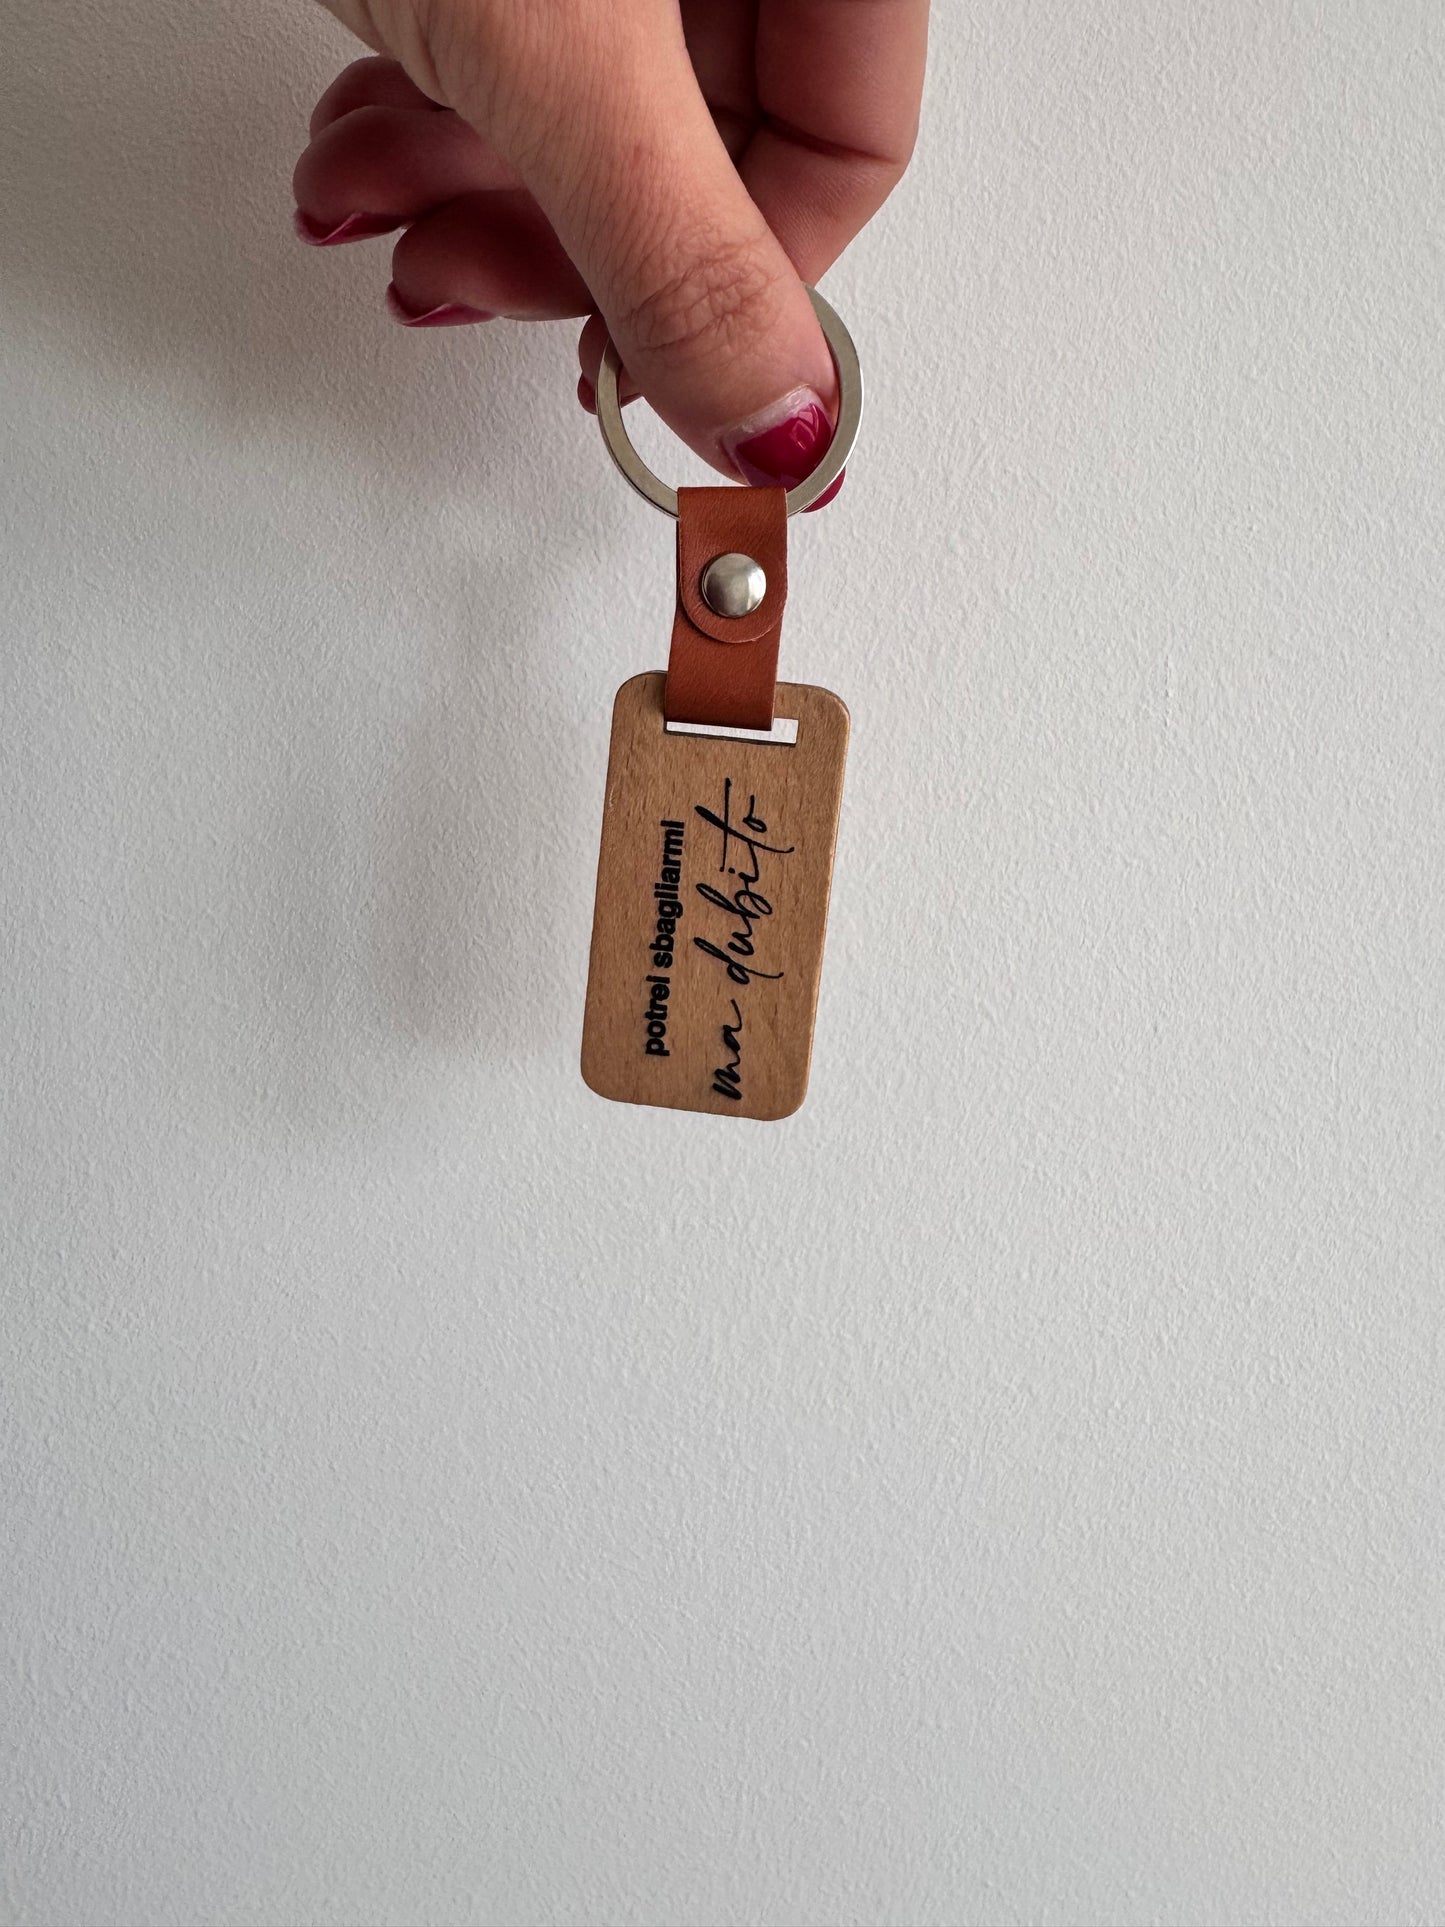 potrei sbagliarmi
ma dubito